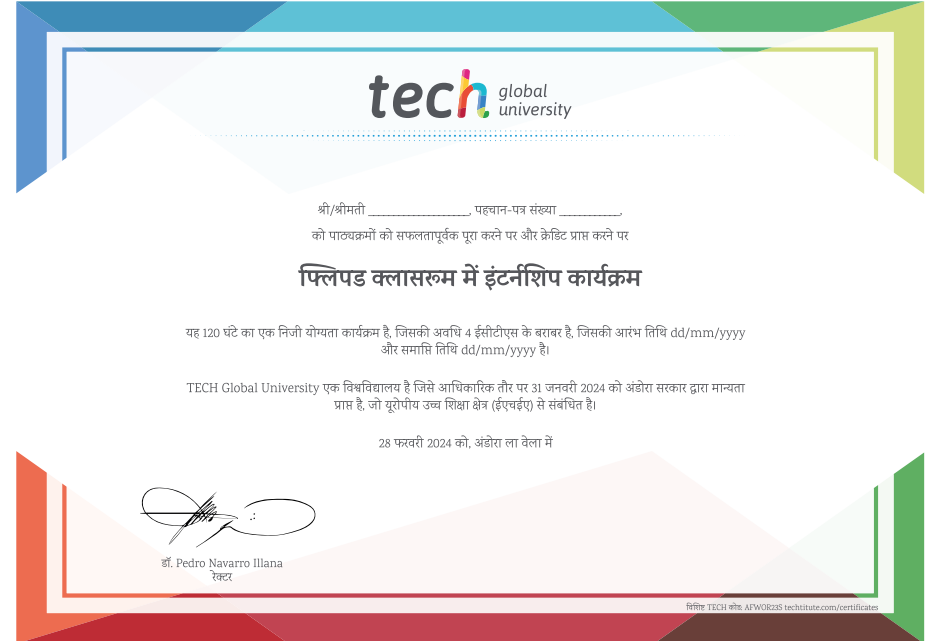 tech global
university
श्री/श्रीमती ____________________, पहचान-पत्र संख्या ____________,
को पाठ्यक्रमों को सफलतापूर्वक पूरा करने पर और क्रेडिट प्राप्त करने पर
फ्लिपड क्लासरूम में इंटर्नशिप कार्यक्रम
यह 120 घंटे का एक निजी योग्यता कार्यक्रम है, जिसकी अवधि 4 ईसीटीएस के बराबर है, जिसकी आरंभ तिथि dd/mm/yyyy
और समाप्ति तिथि dd/mm/yyyy है।
TECH Global University एक विश्वविद्यालय है जिसे आधिकारिक तौर पर 31 जनवरी 2024 को अंडोरा सरकार द्वारा मान्यता
प्राप्त है, जो यूरोपीय उच्च शिक्षा क्षेत्र (ईएचईए) से संबंधित है।
28 फरवरी 2024 को, अंडोरा ला वेला में
डॉ. Pedro Navarro Illana
रेक्टर
विशिष्ट TECH कोड: AFWOR23S techtitute.com/certificates